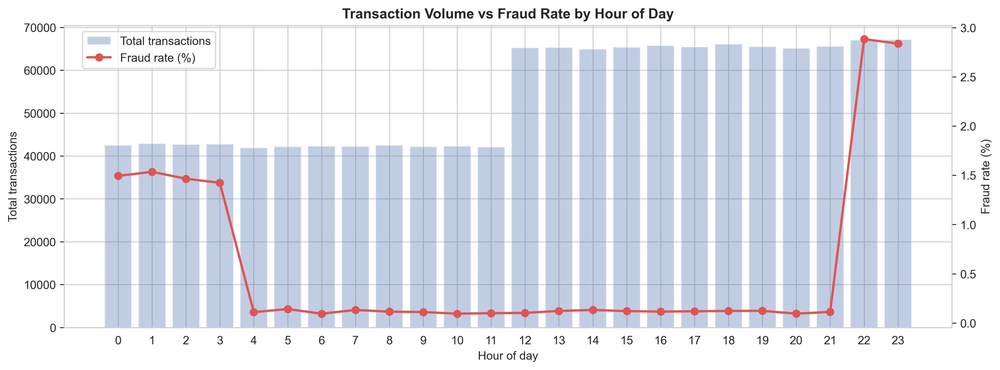 Transaction Volume vs Fraud Rate by Hour of Day
Total transactions
Fraud rate (%)
70000
60000
50000
40000
30000
20000
10000
0
Total transactions
3.0
2.5
2.0
1.5
1.0
0.5
0.0
Fraud rate (%)
0 1 2 3 4 5 6 7 8 9 10 11 12 13 14 15 16 17 18 19 20 21 22 23
Hour of day